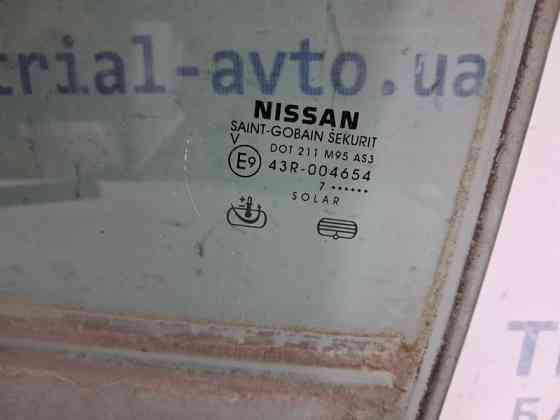 trial-avto.ua
NISSAN
SAINT-GOBAIN SEKURIT
V
DOT 211 M95 AS3
E9 43R-004654
7 ••••••
SOLAR
+
-